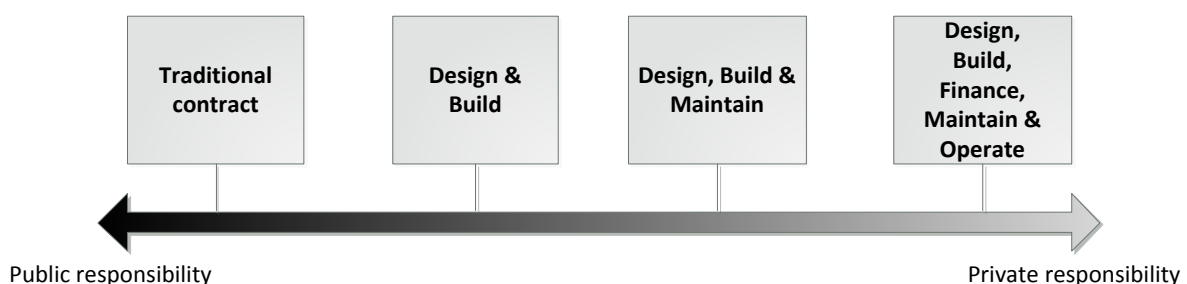 Traditional
contract
Design &
Build
Design, Build &
Maintain
Design,
Build,
Finance,
Maintain &
Operate
Public responsibility
Private responsibility